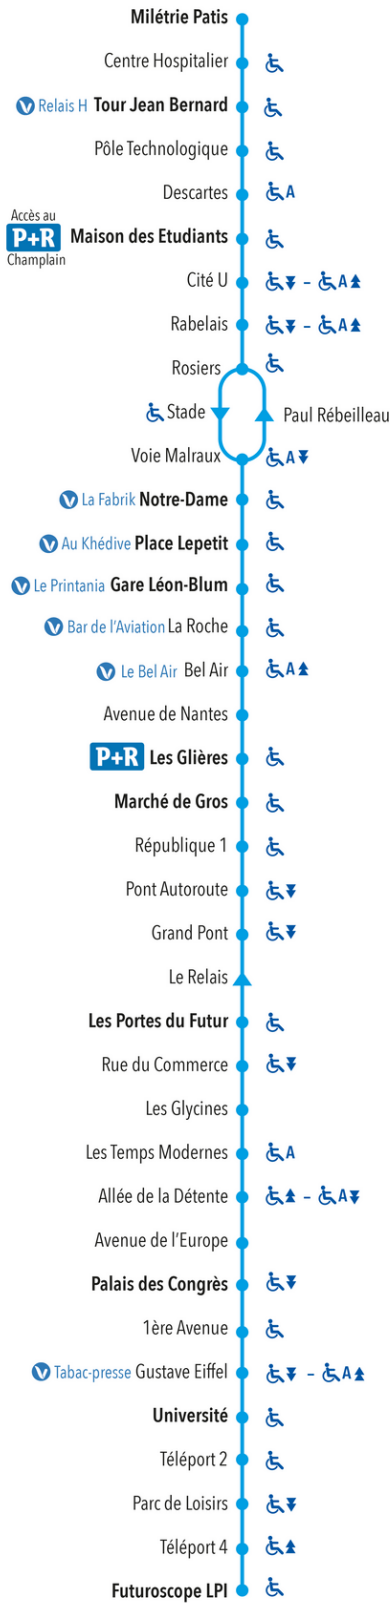 Milétrie Patis
Centre Hospitalier
V Relais H Tour Jean Bernard
Pôle Technologique
Descartes A
Accès au
P+R Maison des Etudiants
Champlain
Cité U – A
Rabelais – A
Rosiers
Stade Paul Rébeilleau
Voie Malraux A
V La Fabrik Notre-Dame
V Au Khédive Place Lepetit
V Le Printania Gare Léon-Blum
V Bar de l'Aviation La Roche
V Le Bel Air Bel Air A
Avenue de Nantes
P+R Les Glières
Marché de Gros
République 1
Pont Autoroute
Grand Pont
Le Relais
Les Portes du Futur
Rue du Commerce
Les Glycines
Les Temps Modernes A
Allée de la Détente – A
Avenue de l'Europe
Palais des Congrès
1ère Avenue
V Tabac-presse Gustave Eiffel – A
Université
Téléport 2
Parc de Loisirs
Téléport 4
Futuroscope LPI